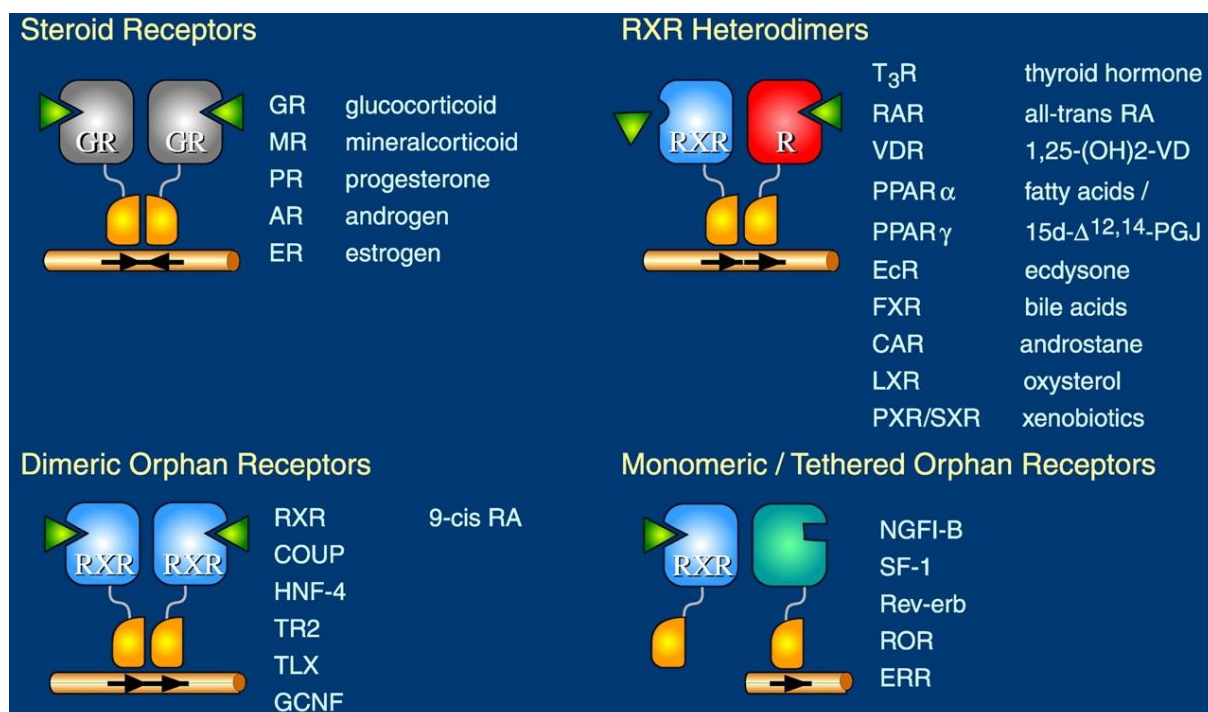 Steroid Receptors
GR GR
GR glucocorticoid
MR mineralcorticoid
PR progesterone
AR androgen
ER estrogen
RXR Heterodimers
RXR R
T₃R thyroid hormone
RAR all-trans RA
VDR 1,25-(OH)2-VD
PPAR α fatty acids /
PPAR γ 15d-Δ¹²,¹⁴-PGJ
EcR ecdysone
FXR bile acids
CAR androstane
LXR oxysterol
PXR/SXR xenobiotics
Dimeric Orphan Receptors
RXR RXR
RXR 9-cis RA
COUP
HNF-4
TR2
TLX
GCNF
Monomeric / Tethered Orphan Receptors
RXR
NGFI-B
SF-1
Rev-erb
ROR
ERR